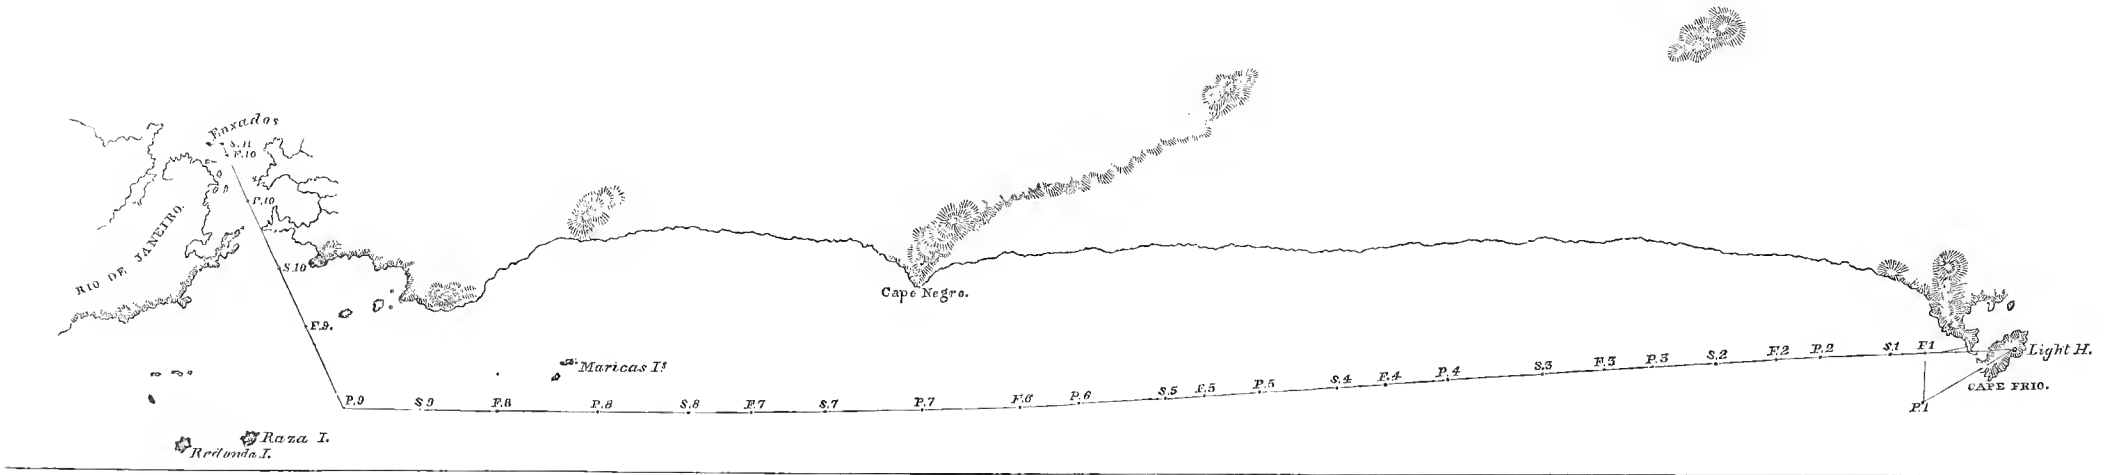 Enxados
S.11
F.10
P.10
RIO DE JANEIRO.
S.10
F.9.
Cape Negro.
Maricas Is
P.9
S.9
F.8
P.8
S.8
F.7
S.7
P.7
F.6
P.6
S.5
F.5
P.5
S.4
F.4
P.4
S.3
F.3
P.3
S.2
F.2
P.2
S.1
F1
Light H.
CAPE FRIO.
P.1
Raza I.
Redonda I.